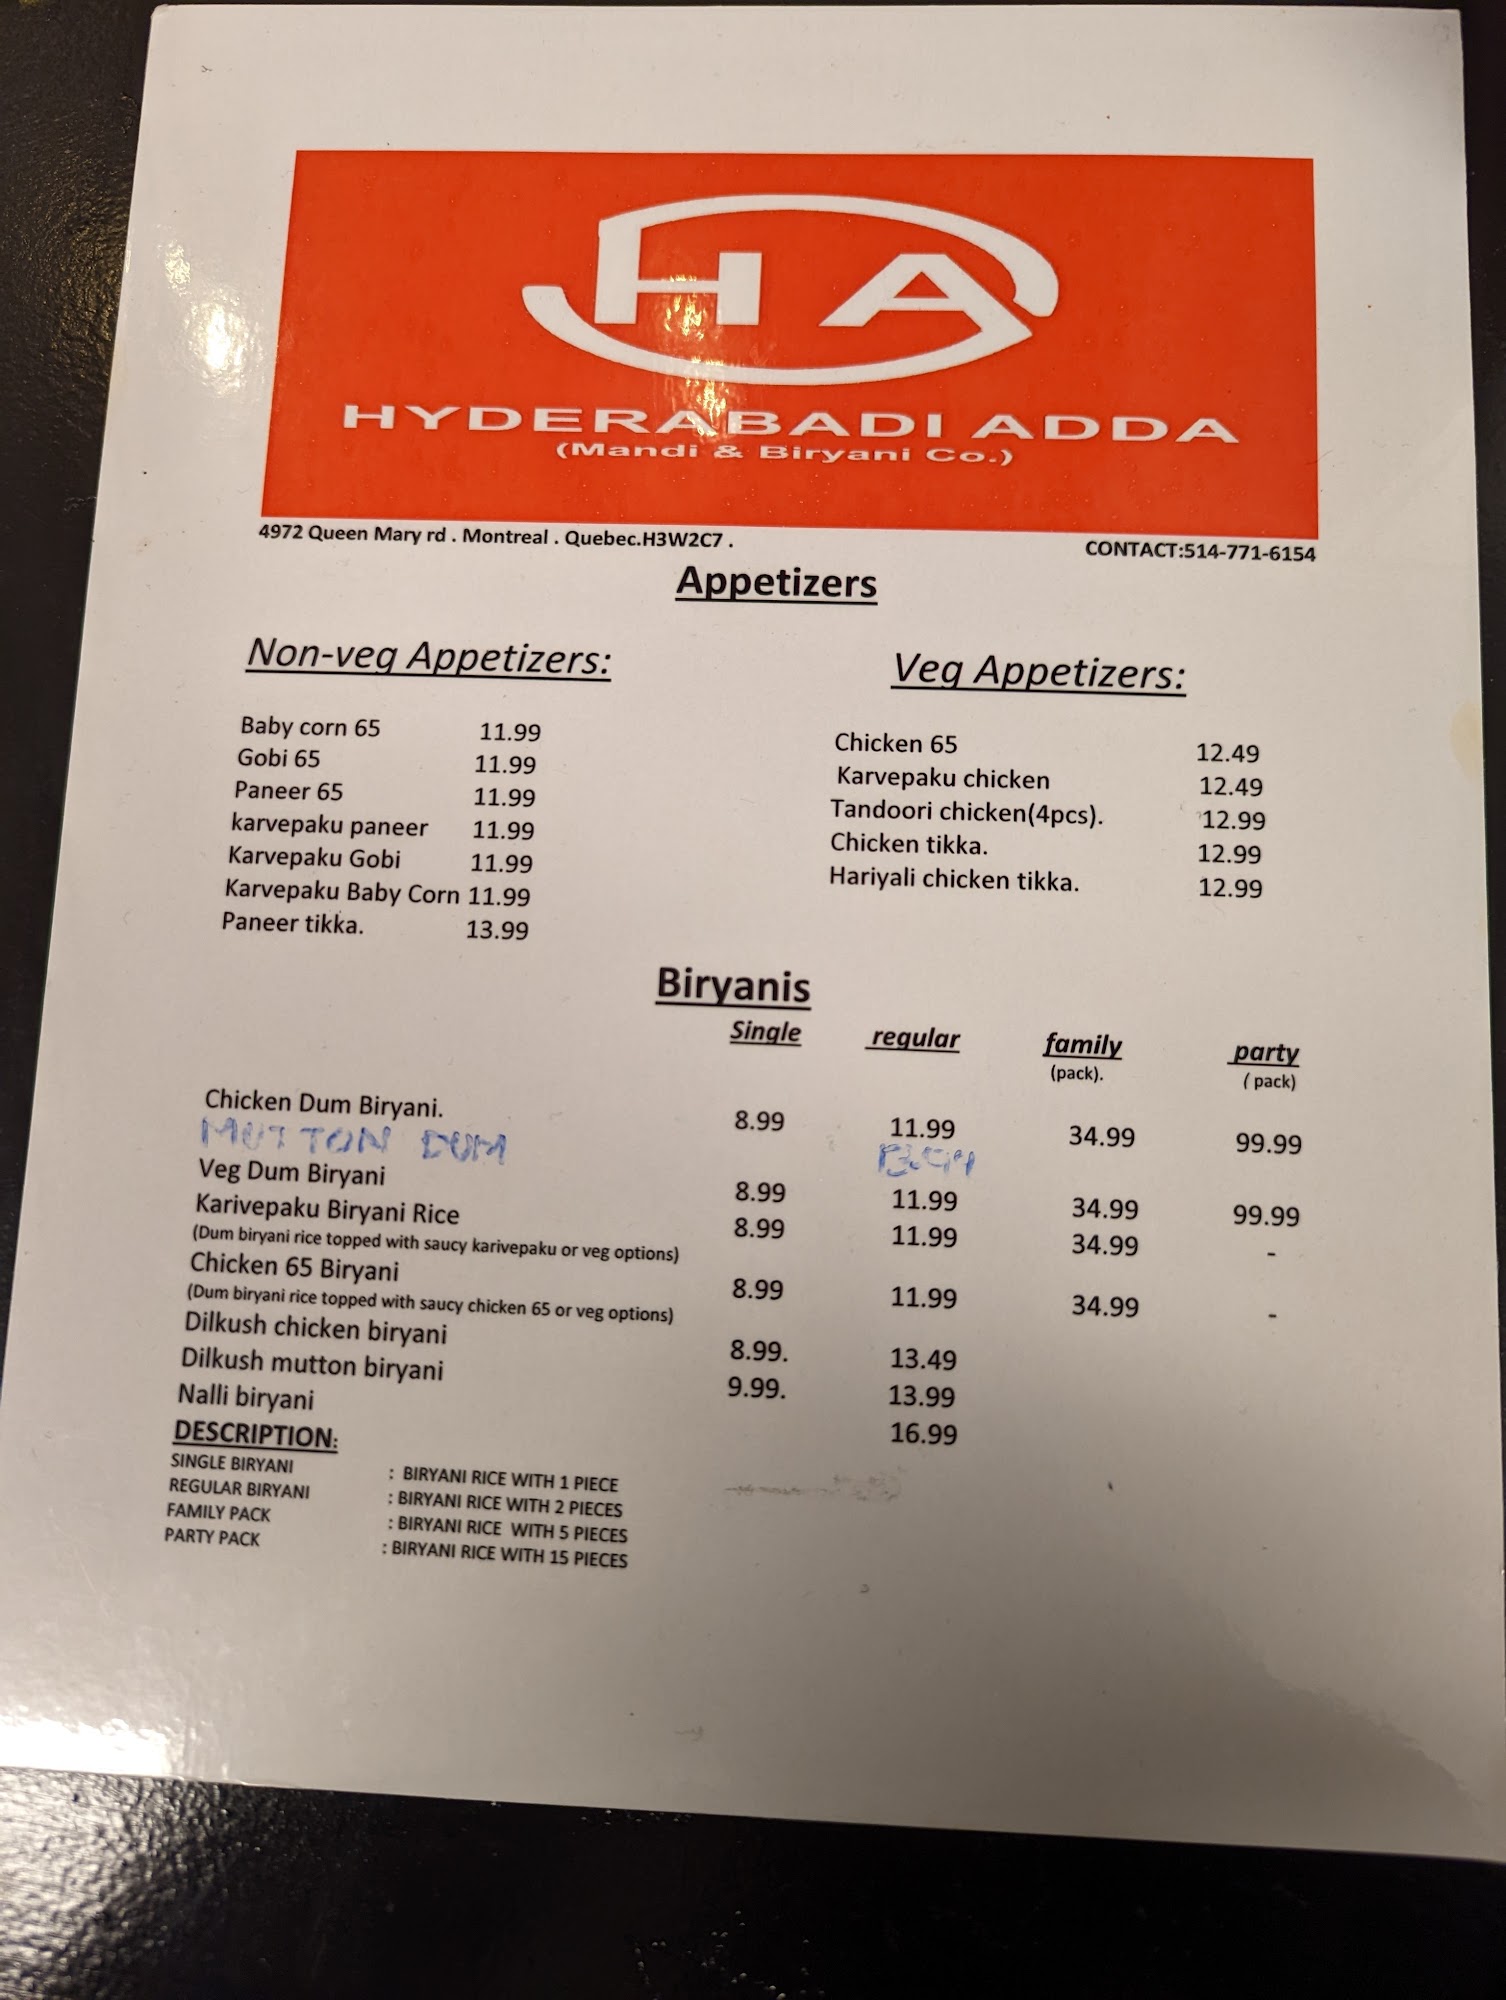 HA
HYDERABADI ADDA
(Mandi & Biryani Co.)
4972 Queen Mary rd . Montreal . Quebec.H3W2C7 .
CONTACT:514-771-6154
Appetizers
Non-veg Appetizers:
Baby corn 65 11.99
Gobi 65 11.99
Paneer 65 11.99
karvepaku paneer 11.99
Karvepaku Gobi 11.99
Karvepaku Baby Corn 11.99
Paneer tikka. 13.99
Veg Appetizers:
Chicken 65 12.49
Karvepaku chicken 12.49
Tandoori chicken(4pcs). 12.99
Chicken tikka. 12.99
Hariyali chicken tikka. 12.99
Biryanis
Single regular family party
(pack). ( pack)
Chicken Dum Biryani. 8.99 11.99 34.99 99.99
MUTTON DUM
Veg Dum Biryani 8.99 11.99 34.99 99.99
Karivepaku Biryani Rice 8.99 11.99 34.99 -
(Dum biryani rice topped with saucy karivepaku or veg options)
Chicken 65 Biryani 8.99 11.99 34.99 -
(Dum biryani rice topped with saucy chicken 65 or veg options)
Dilkush chicken biryani 8.99. 13.49
Dilkush mutton biryani 9.99. 13.99
Nalli biryani 16.99
DESCRIPTION:
SINGLE BIRYANI : BIRYANI RICE WITH 1 PIECE
REGULAR BIRYANI : BIRYANI RICE WITH 2 PIECES
FAMILY PACK : BIRYANI RICE WITH 5 PIECES
PARTY PACK : BIRYANI RICE WITH 15 PIECES